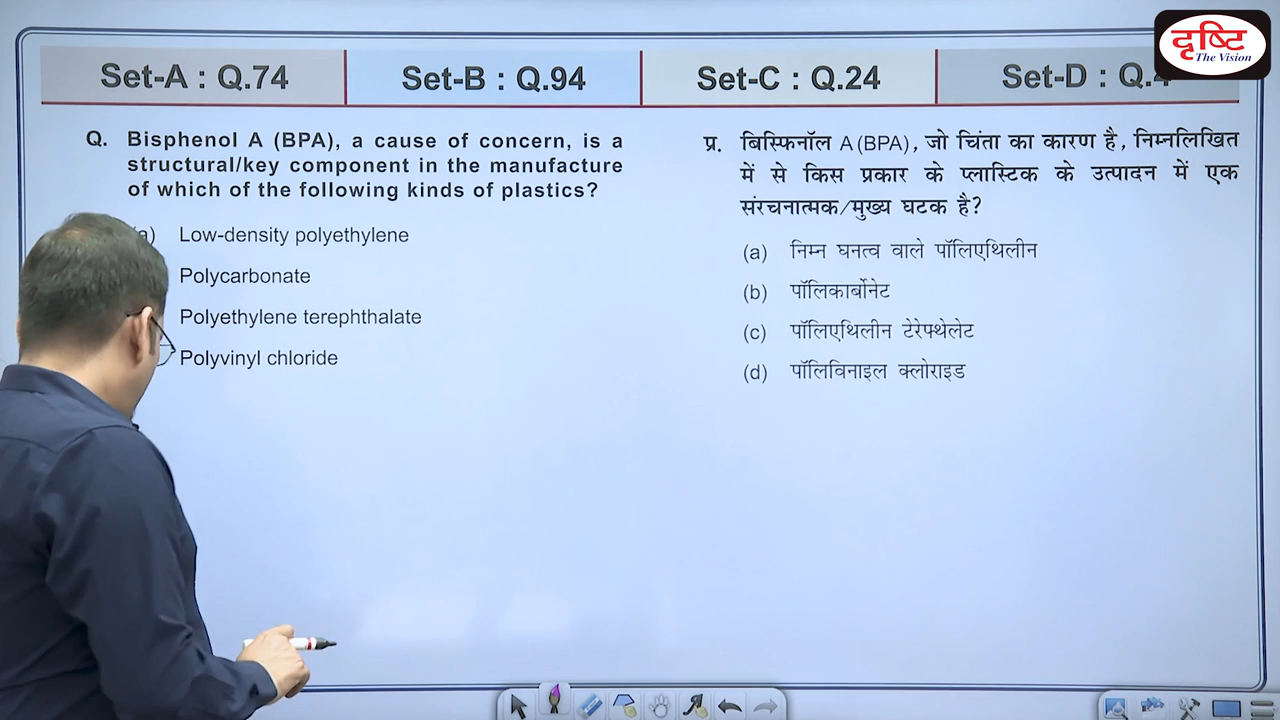 दृष्टि
The Vision
Set-A : Q.74
Set-B : Q.94
Set-C : Q.24
Set-D : Q.4
Q. Bisphenol A (BPA), a cause of concern, is a
structural/key component in the manufacture
of which of the following kinds of plastics?
(a) Low-density polyethylene
Polycarbonate
Polyethylene terephthalate
Polyvinyl chloride
प्र. बिस्फिनॉल A (BPA), जो चिंता का कारण है, निम्नलिखित
में से किस प्रकार के प्लास्टिक के उत्पादन में एक
संरचनात्मक/मुख्य घटक है?
(a) निम्न घनत्व वाले पॉलिएथिलीन
(b) पॉलिकार्बोनेट
(c) पॉलिएथिलीन टेरेफ्थेलेट
(d) पॉलिविनाइल क्लोराइड